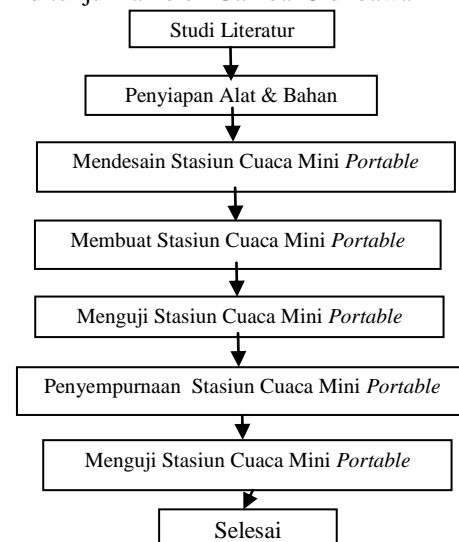 Studi Literatur
Penyiapan Alat & Bahan
Mendesain Stasiun Cuaca Mini Portable
Membuat Stasiun Cuaca Mini Portable
Menguji Stasiun Cuaca Mini Portable
Penyempurnaan Stasiun Cuaca Mini Portable
Menguji Stasiun Cuaca Mini Portable
Selesai